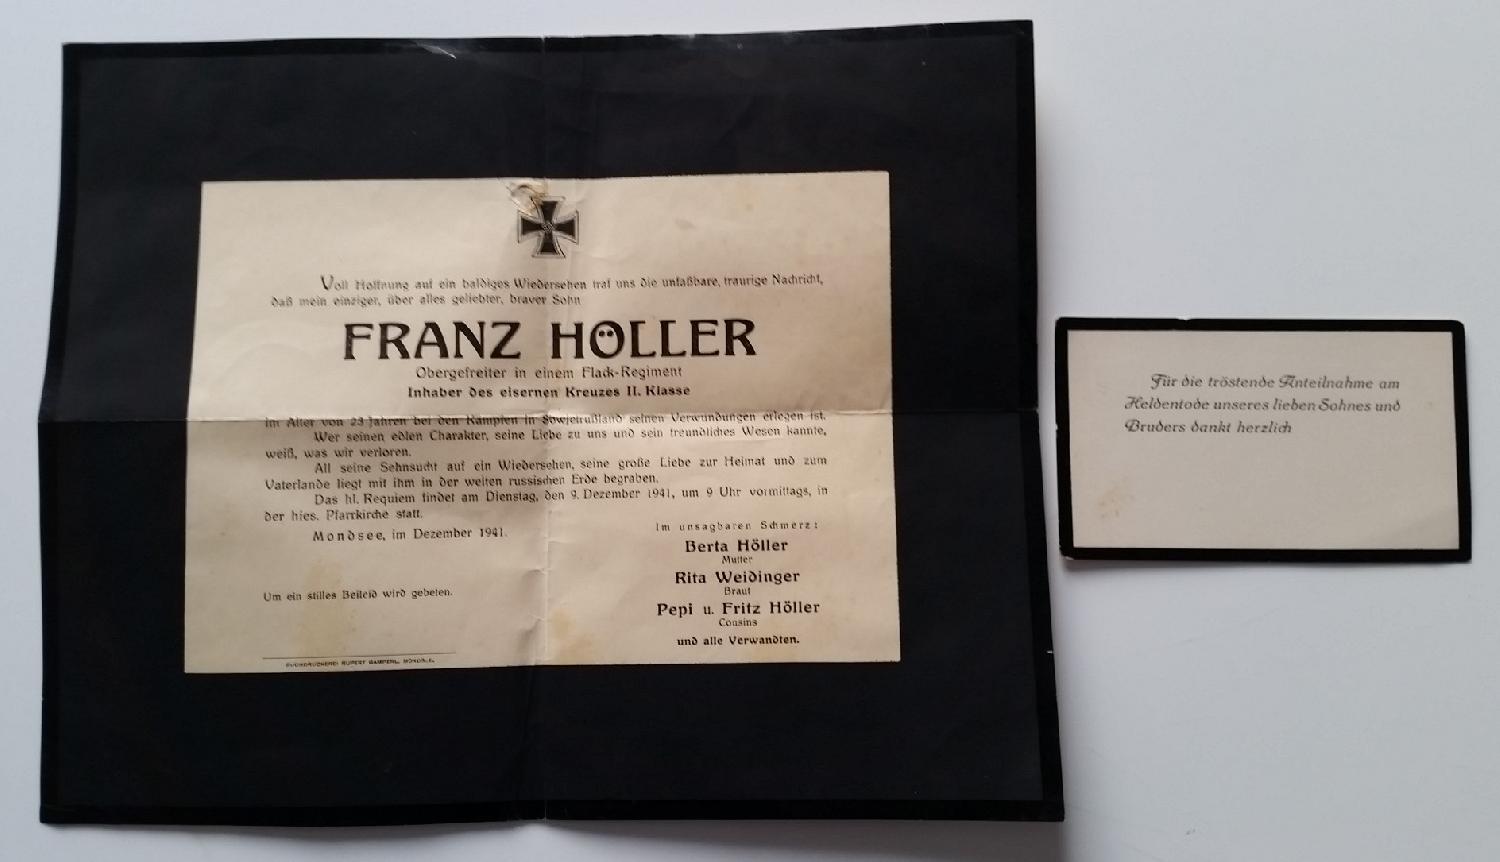 Voll Hoffnung auf ein baldiges Wiedersehen traf uns die unfaßbare, traurige Nachricht,
daß mein einziger, über alles geliebter, braver Sohn
FRANZ HÖLLER
Obergefreiter in einem Flack-Regiment
Inhaber des eisernen Kreuzes II. Klasse
im Alter von 23 Jahren bei den Kämpfen in Sowjetrußland seinen Verwundungen erlegen ist.
Wer seinen edlen Charakter, seine Liebe zu uns und sein freundliches Wesen kannte,
weiß, was wir verloren.
All seine Sehnsucht auf ein Wiedersehen, seine große Liebe zur Heimat und zum
Vaterlande liegt mit ihm in der weiten russischen Erde begraben.
Das hl. Requiem findet am Dienstag, den 9. Dezember 1941, um 9 Uhr vormittags, in
der hies. Pfarrkirche statt.
Mondsee, im Dezember 1941.
Im unsagbaren Schmerz:
Berta Höller
Mutter
Rita Weidinger
Braut
Pepi u. Fritz Höller
Cousins
und alle Verwandten.
Um ein stilles Beileid wird gebeten.
BUCHDRUCKEREI RUPERT GAMPERL, MONDSEE.
Für die tröstende Anteilnahme am
Heldentode unseres lieben Sohnes und
Bruders dankt herzlich